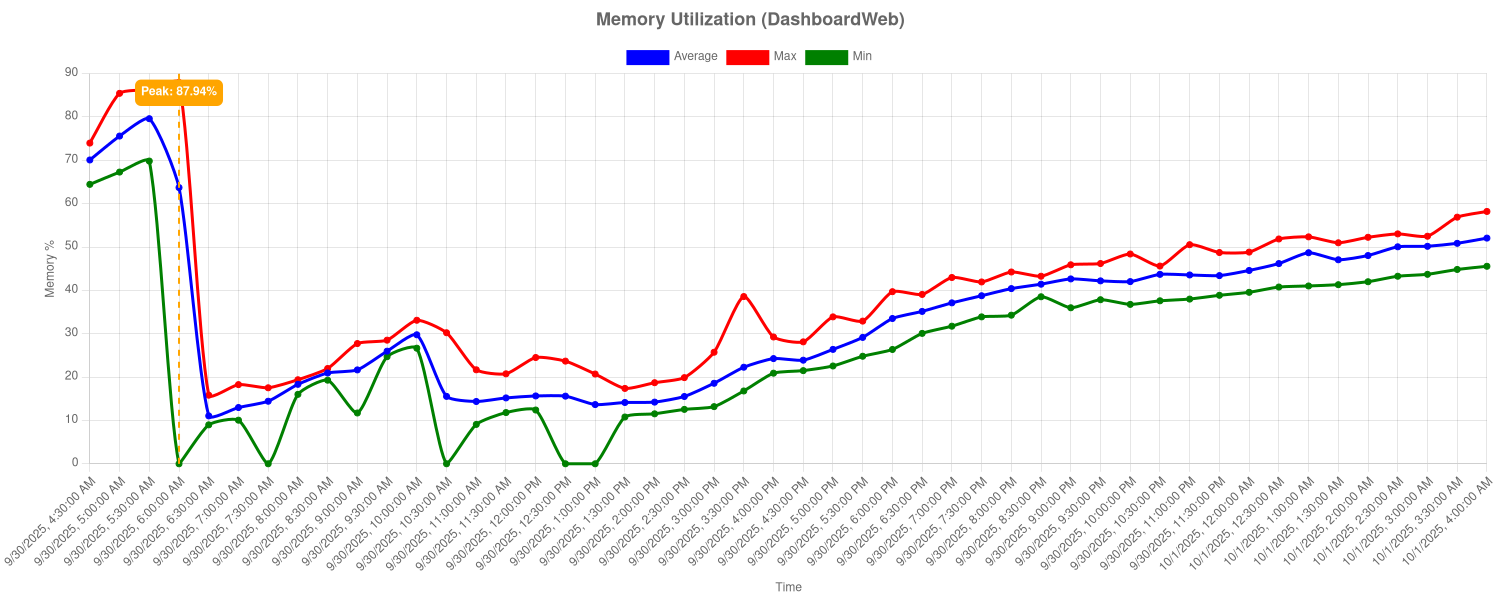 Memory Utilization (DashboardWeb)
Average Max Min
Peak: 87.94%
Memory %
90
80
70
60
50
40
30
20
10
0
9/30/2025, 4:30:00 AM
9/30/2025, 5:00:00 AM
9/30/2025, 5:30:00 AM
9/30/2025, 6:00:00 AM
9/30/2025, 6:30:00 AM
9/30/2025, 7:00:00 AM
9/30/2025, 7:30:00 AM
9/30/2025, 8:00:00 AM
9/30/2025, 8:30:00 AM
9/30/2025, 9:00:00 AM
9/30/2025, 9:30:00 AM
9/30/2025, 10:00:00 AM
9/30/2025, 10:30:00 AM
9/30/2025, 11:00:00 AM
9/30/2025, 11:30:00 AM
9/30/2025, 12:00:00 PM
9/30/2025, 12:30:00 PM
9/30/2025, 1:00:00 PM
9/30/2025, 1:30:00 PM
9/30/2025, 2:00:00 PM
9/30/2025, 2:30:00 PM
9/30/2025, 3:00:00 PM
9/30/2025, 3:30:00 PM
9/30/2025, 4:00:00 PM
9/30/2025, 4:30:00 PM
9/30/2025, 5:00:00 PM
9/30/2025, 5:30:00 PM
9/30/2025, 6:00:00 PM
9/30/2025, 6:30:00 PM
9/30/2025, 7:00:00 PM
9/30/2025, 7:30:00 PM
9/30/2025, 8:00:00 PM
9/30/2025, 8:30:00 PM
9/30/2025, 9:00:00 PM
9/30/2025, 9:30:00 PM
9/30/2025, 10:00:00 PM
9/30/2025, 10:30:00 PM
9/30/2025, 11:00:00 PM
9/30/2025, 11:30:00 PM
10/1/2025, 12:00:00 AM
10/1/2025, 12:30:00 AM
10/1/2025, 1:00:00 AM
10/1/2025, 1:30:00 AM
10/1/2025, 2:00:00 AM
10/1/2025, 2:30:00 AM
10/1/2025, 3:00:00 AM
10/1/2025, 3:30:00 AM
10/1/2025, 4:00:00 AM
Time